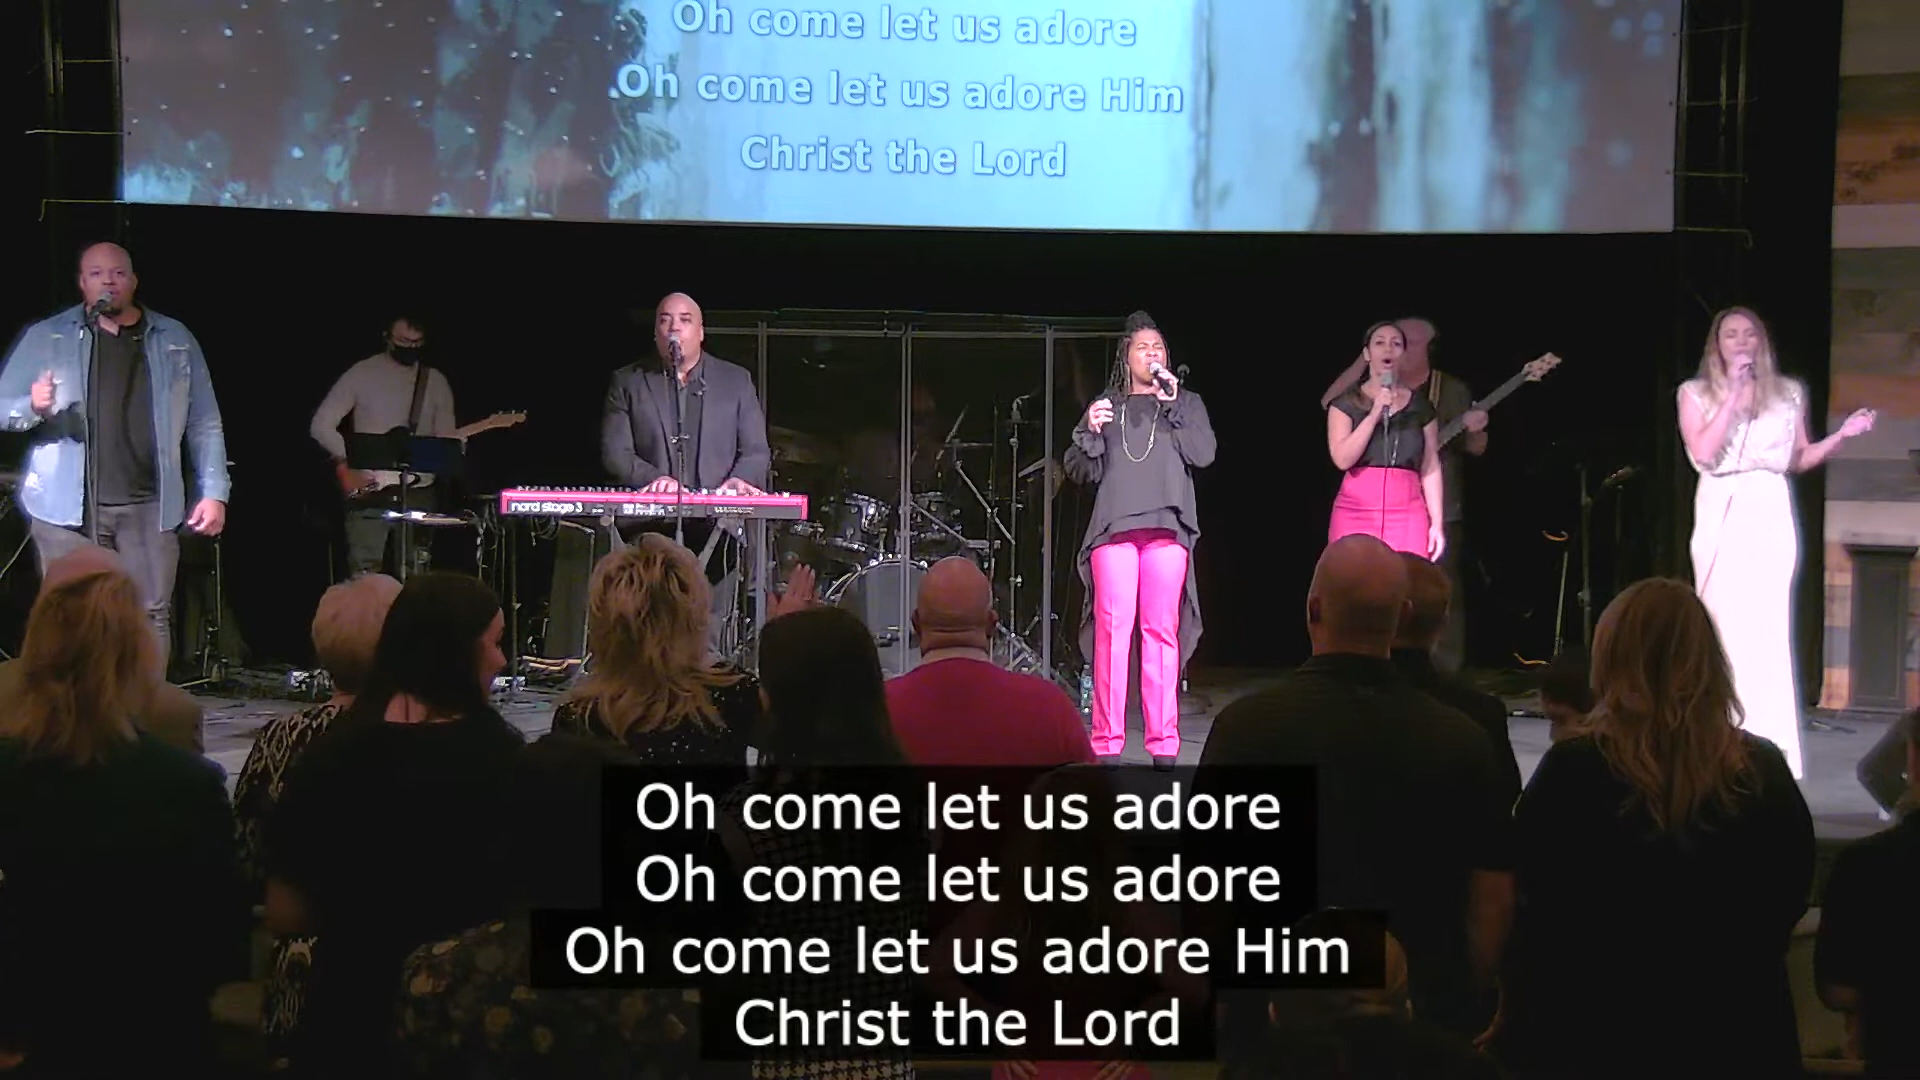 Oh come let us adore
Oh come let us adore Him
Christ the Lord
nord stage 3
Oh come let us adore
Oh come let us adore
Oh come let us adore Him
Christ the Lord